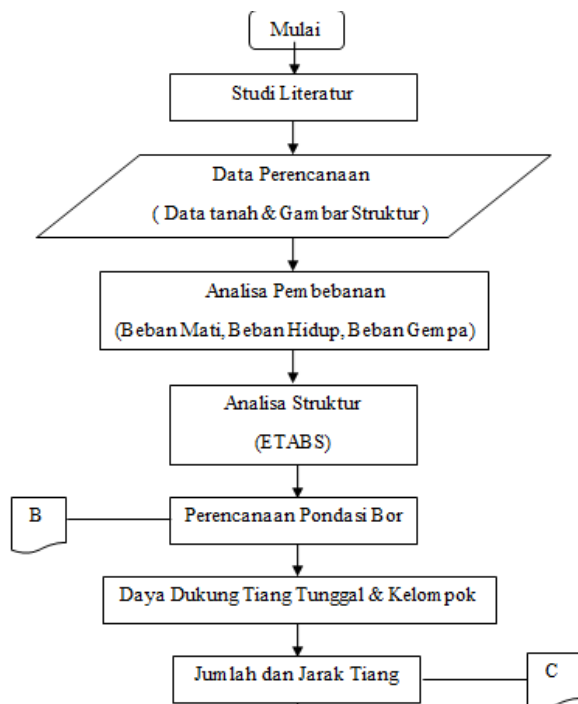 Mulai
Studi Literatur
Data Perencanaan
( Data tanah & Gambar Struktur)
Analisa Pembebanan
(Beban Mati, Beban Hidup, Beban Gempa)
Analisa Struktur
(ETABS)
B
Perencanaan Pondasi Bor
Daya Dukung Tiang Tunggal & Kelompok
Jumlah dan Jarak Tiang
C